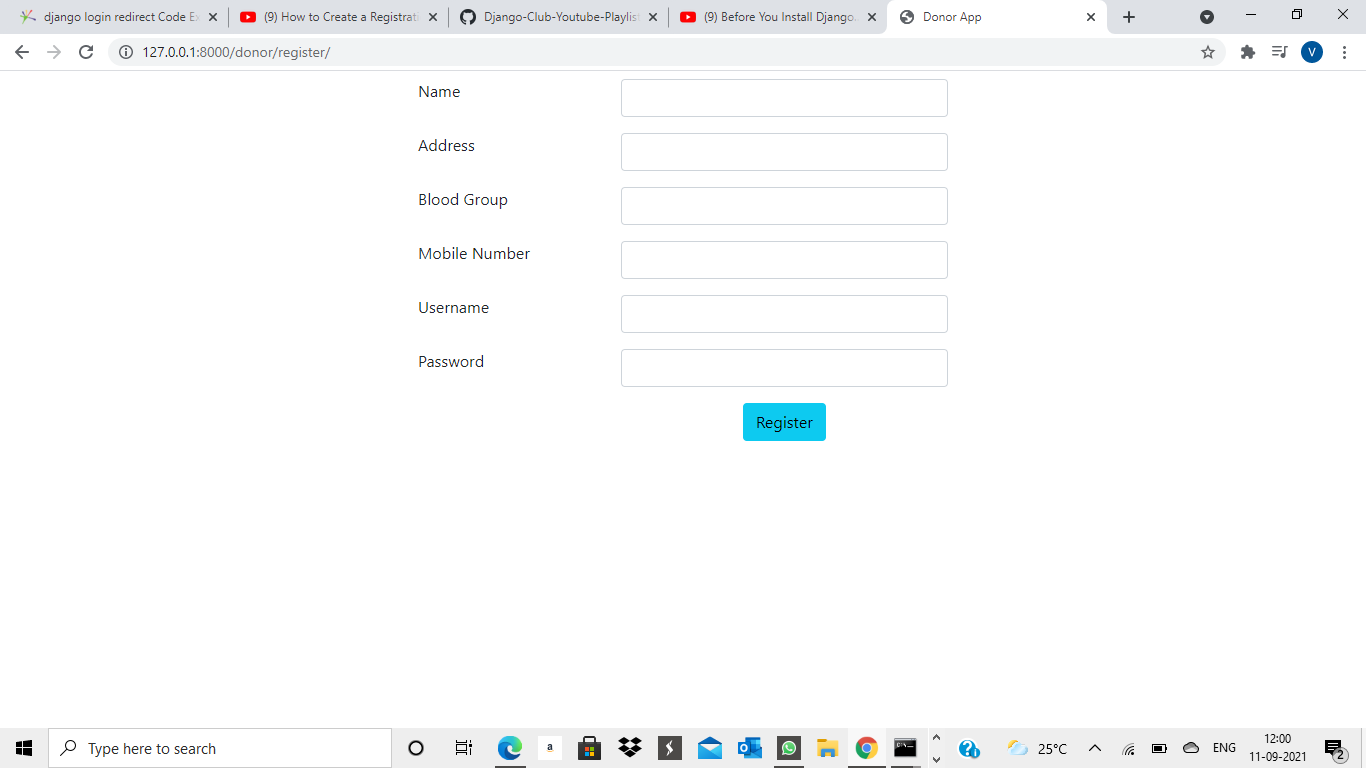 django login redirect Code Ex
(9) How to Create a Registrati
Django-Club-Youtube-Playlis
(9) Before You Install Django.
Donor App
127.0.0.1:8000/donor/register/
V
Name
Address
Blood Group
Mobile Number
Username
Password
Register
Type here to search
a
25°C
ENG
12:00
11-09-2021
2